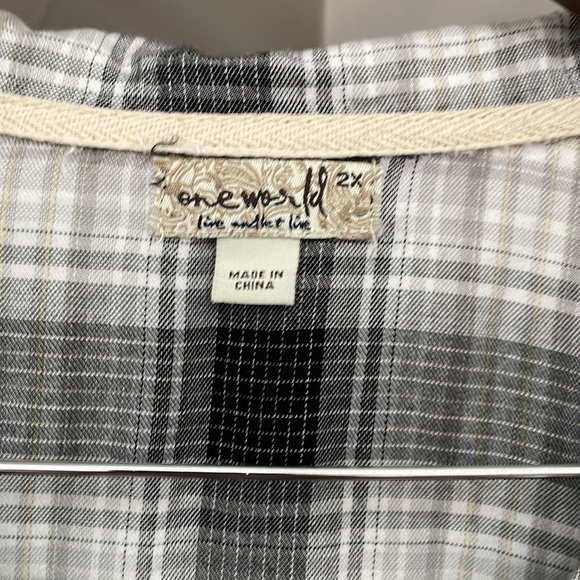 one world 2X
live and let live
MADE IN
CHINA